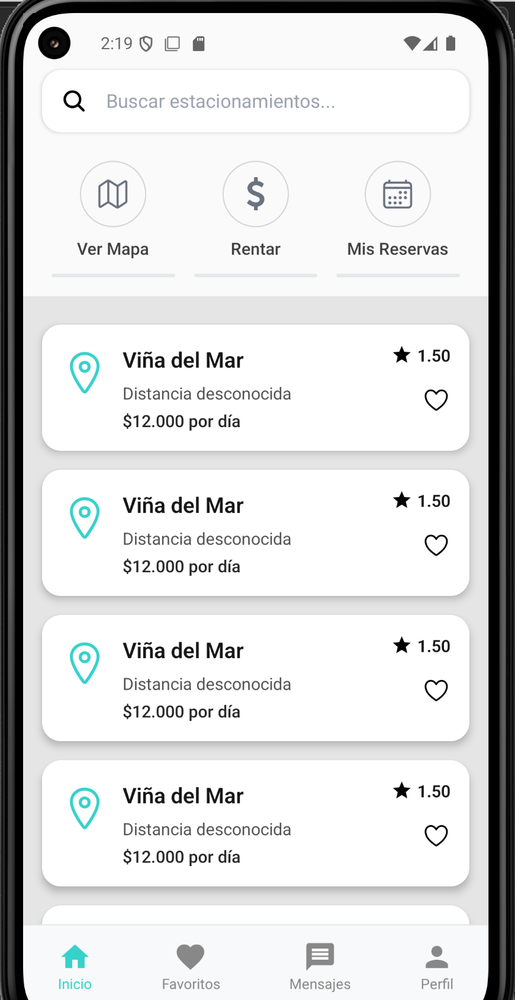 2:19
Buscar estacionamientos...
Ver Mapa
Rentar
Mis Reservas
Viña del Mar
1.50
Distancia desconocida
$12.000 por día
Viña del Mar
1.50
Distancia desconocida
$12.000 por día
Viña del Mar
1.50
Distancia desconocida
$12.000 por día
Viña del Mar
1.50
Distancia desconocida
$12.000 por día
Inicio
Favoritos
Mensajes
Perfil